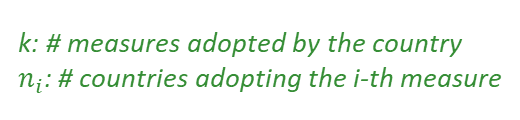 k: # measures adopted by the country
nᵢ: # countries adopting the i-th measure